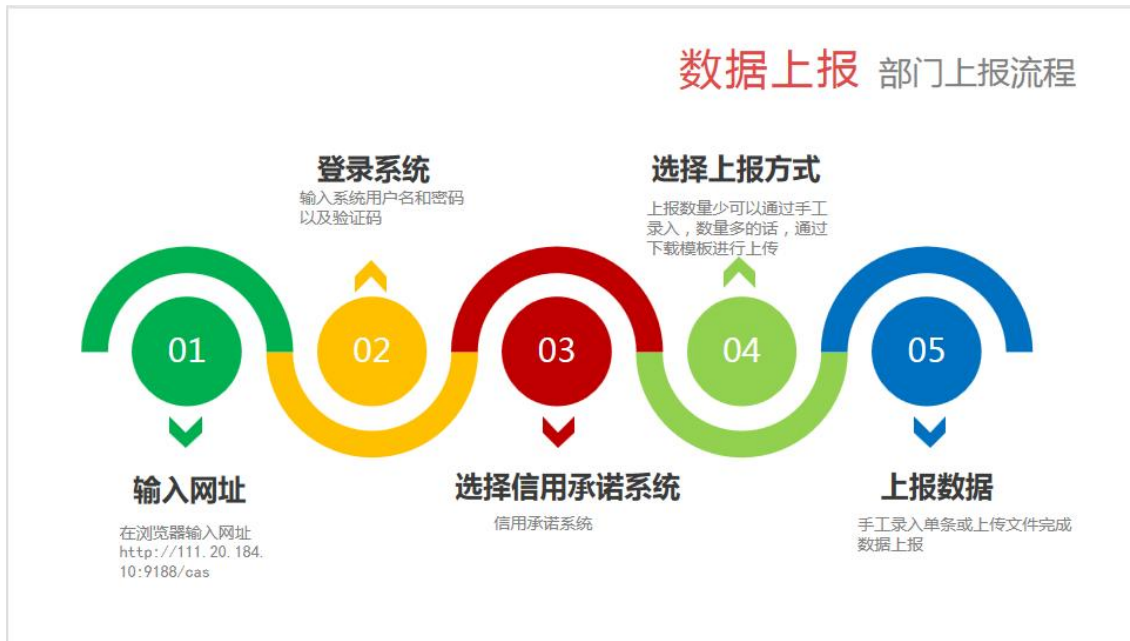 数据上报 部门上报流程
登录系统
输入系统用户名和密码
以及验证码
选择上报方式
上报数量少可以通过手工
录入，数量多的话，通过
下载模板进行上传
01
02
03
04
05
输入网址
在浏览器输入网址
http://111.20.184.
10:9188/cas
选择信用承诺系统
信用承诺系统
上报数据
手工录入单条或上传文件完成
数据上报